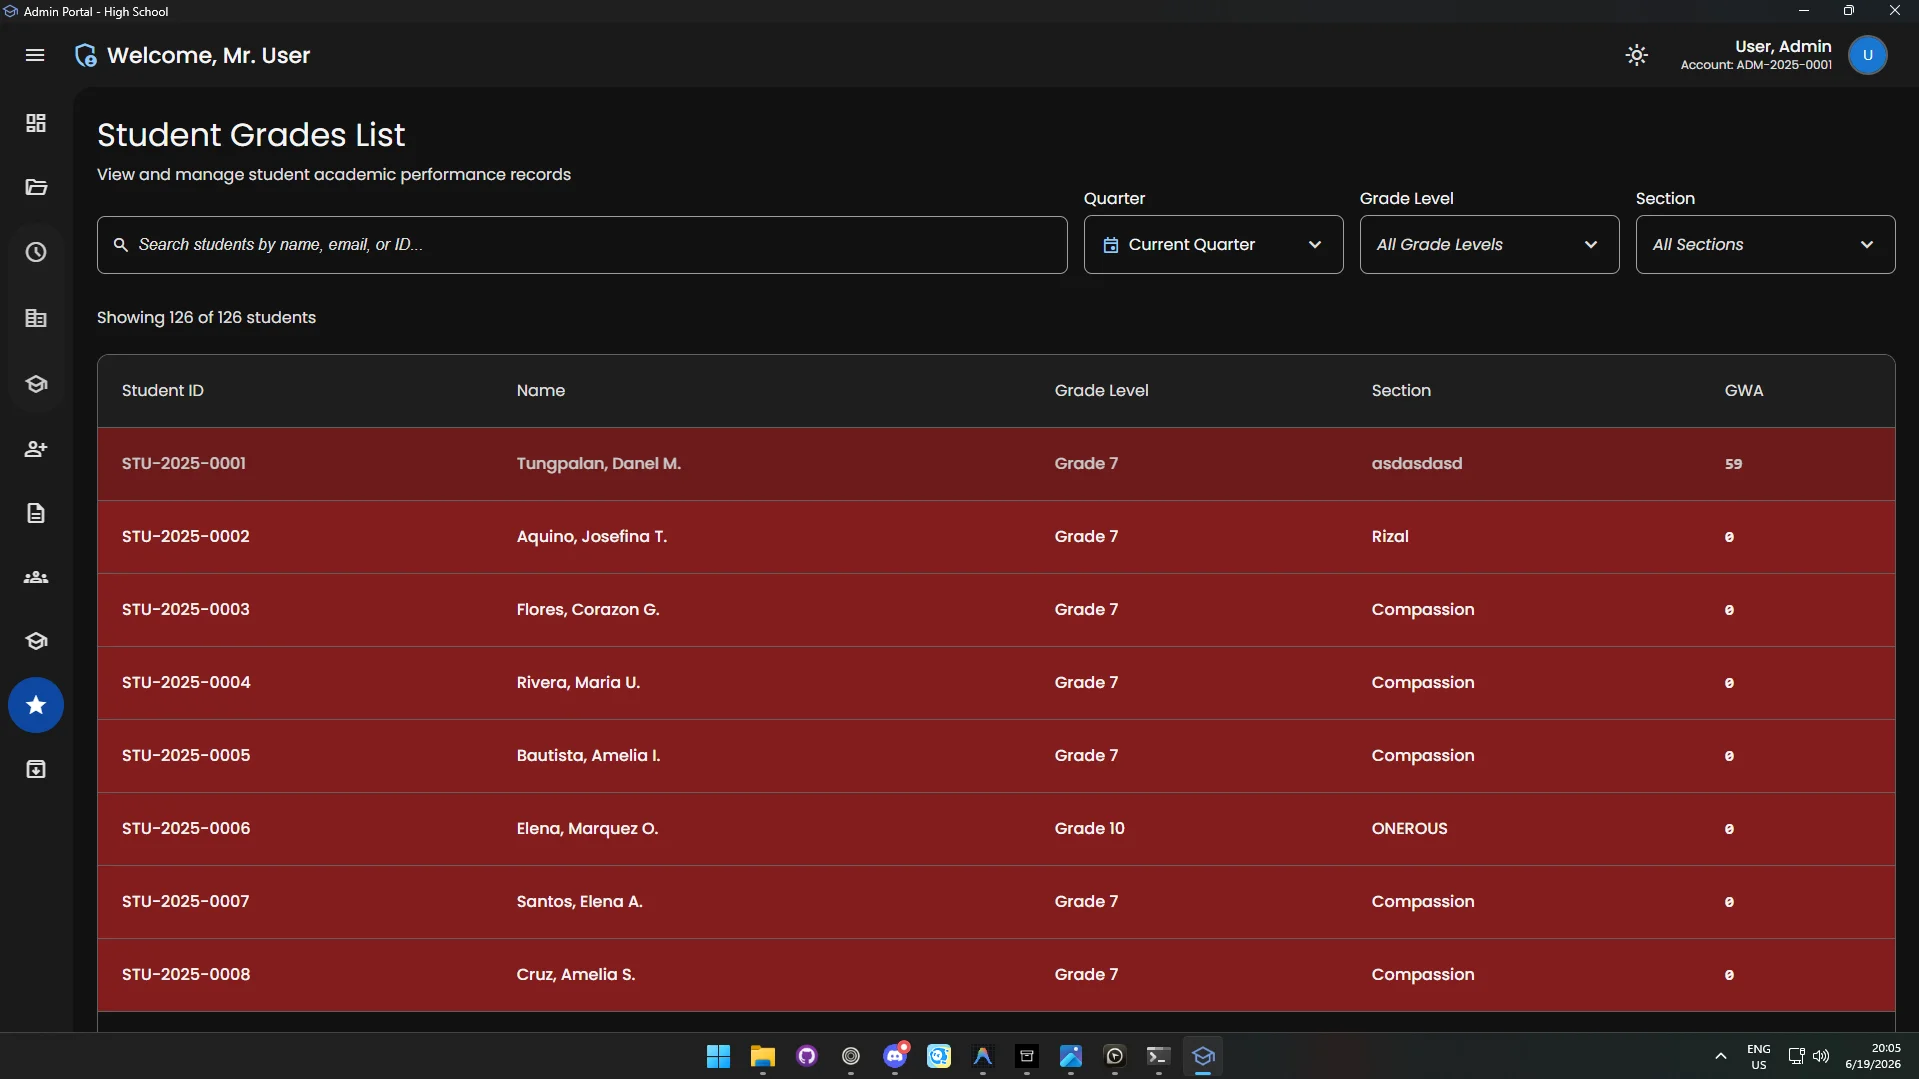 Admin Portal - High School
Welcome, Mr. User
User, Admin
Account: ADM-2025-0001
U
Student Grades List
View and manage student academic performance records
Quarter
Grade Level
Section
Search students by name, email, or ID...
Current Quarter
All Grade Levels
All Sections
Showing 126 of 126 students
Student ID Name Grade Level Section GWA
STU-2025-0001 Tungpalan, Danel M. Grade 7 asdasdasd 59
STU-2025-0002 Aquino, Josefina T. Grade 7 Rizal 0
STU-2025-0003 Flores, Corazon G. Grade 7 Compassion 0
STU-2025-0004 Rivera, Maria U. Grade 7 Compassion 0
STU-2025-0005 Bautista, Amelia I. Grade 7 Compassion 0
STU-2025-0006 Elena, Marquez O. Grade 10 ONEROUS 0
STU-2025-0007 Santos, Elena A. Grade 7 Compassion 0
STU-2025-0008 Cruz, Amelia S. Grade 7 Compassion 0
ENG
US
20:05
6/19/2026